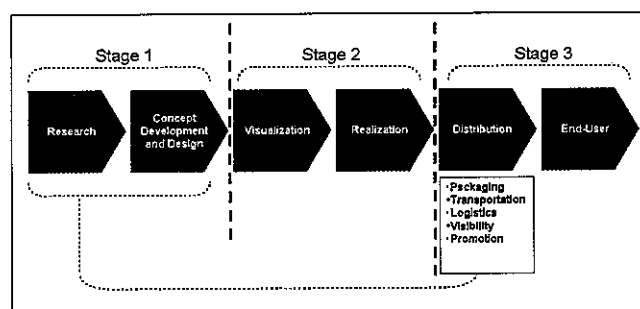 Stage 1
Stage 2
Stage 3
Research
Concept
Development
and Design
Visualization
Realization
Distribution
End-User
•Packaging
•Transportation
•Logistics
•Visibility
•Promotion